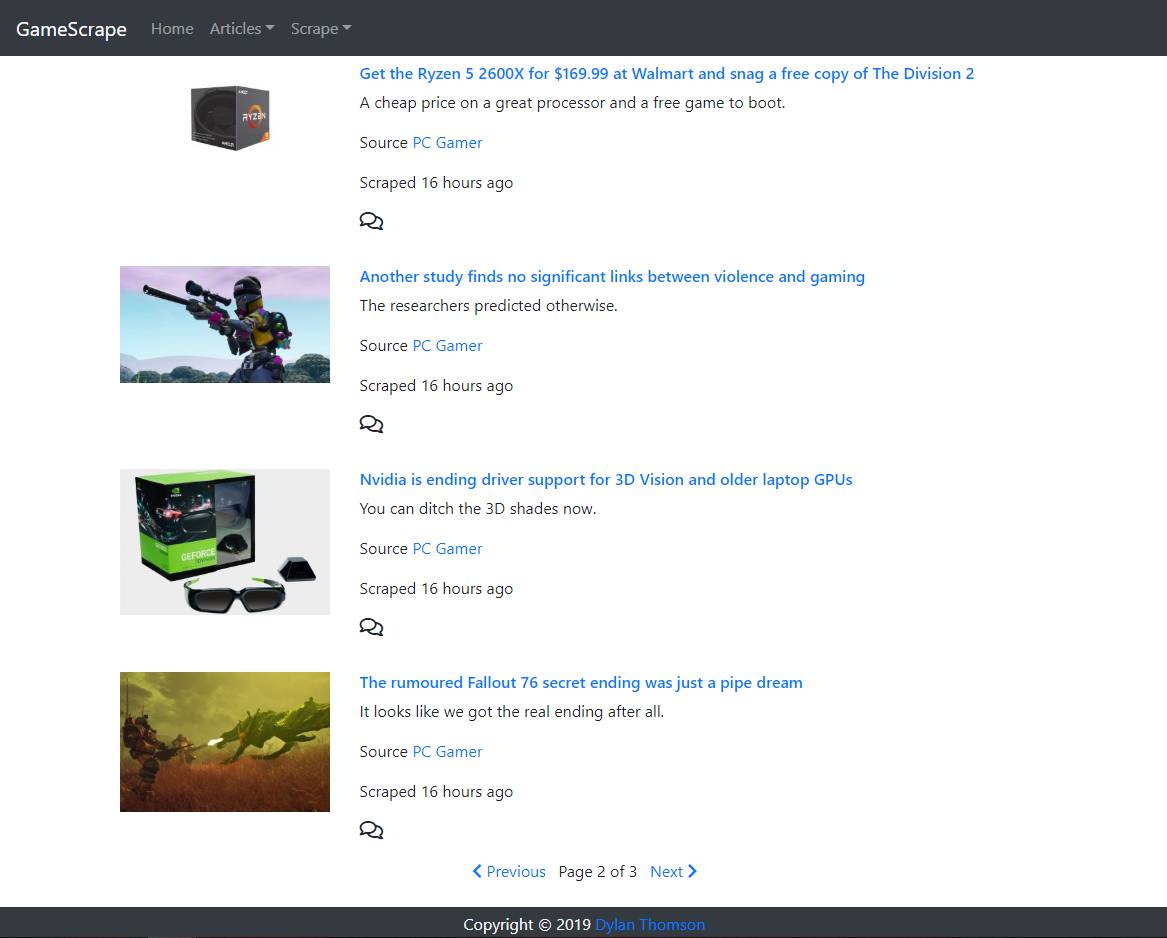 GameScrape Home Articles Scrape
Get the Ryzen 5 2600X for $169.99 at Walmart and snag a free copy of The Division 2
A cheap price on a great processor and a free game to boot.
RYZEN
Source PC Gamer
Scraped 16 hours ago
Another study finds no significant links between violence and gaming
The researchers predicted otherwise.
Source PC Gamer
Scraped 16 hours ago
Nvidia is ending driver support for 3D Vision and older laptop GPUs
You can ditch the 3D shades now.
GEFORCE
Source PC Gamer
Scraped 16 hours ago
The rumoured Fallout 76 secret ending was just a pipe dream
It looks like we got the real ending after all.
Source PC Gamer
Scraped 16 hours ago
Previous Page 2 of 3 Next
Copyright © 2019 Dylan Thomson